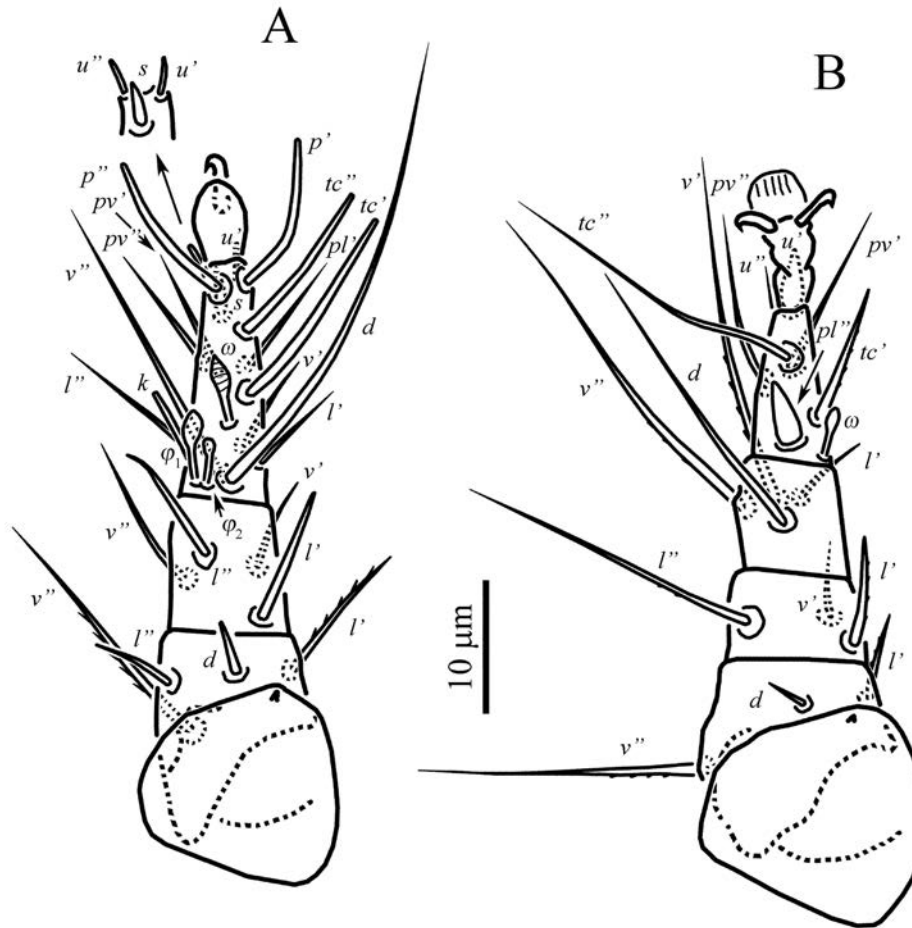 A
B
u” s u’
p”
p’
pv’
tc”
tc’
pv”
u’
pl’
v”
s
d
ω
v’
l”
k
l’
φ1
φ2
v’
v”
l”
l’
v”
l”
d
l’
10 μm
v’ pv”
tc”
u’
pv’
u”
pl”
d
tc’
v”
ω
l’
l”
l’
v’
l’
d
v”